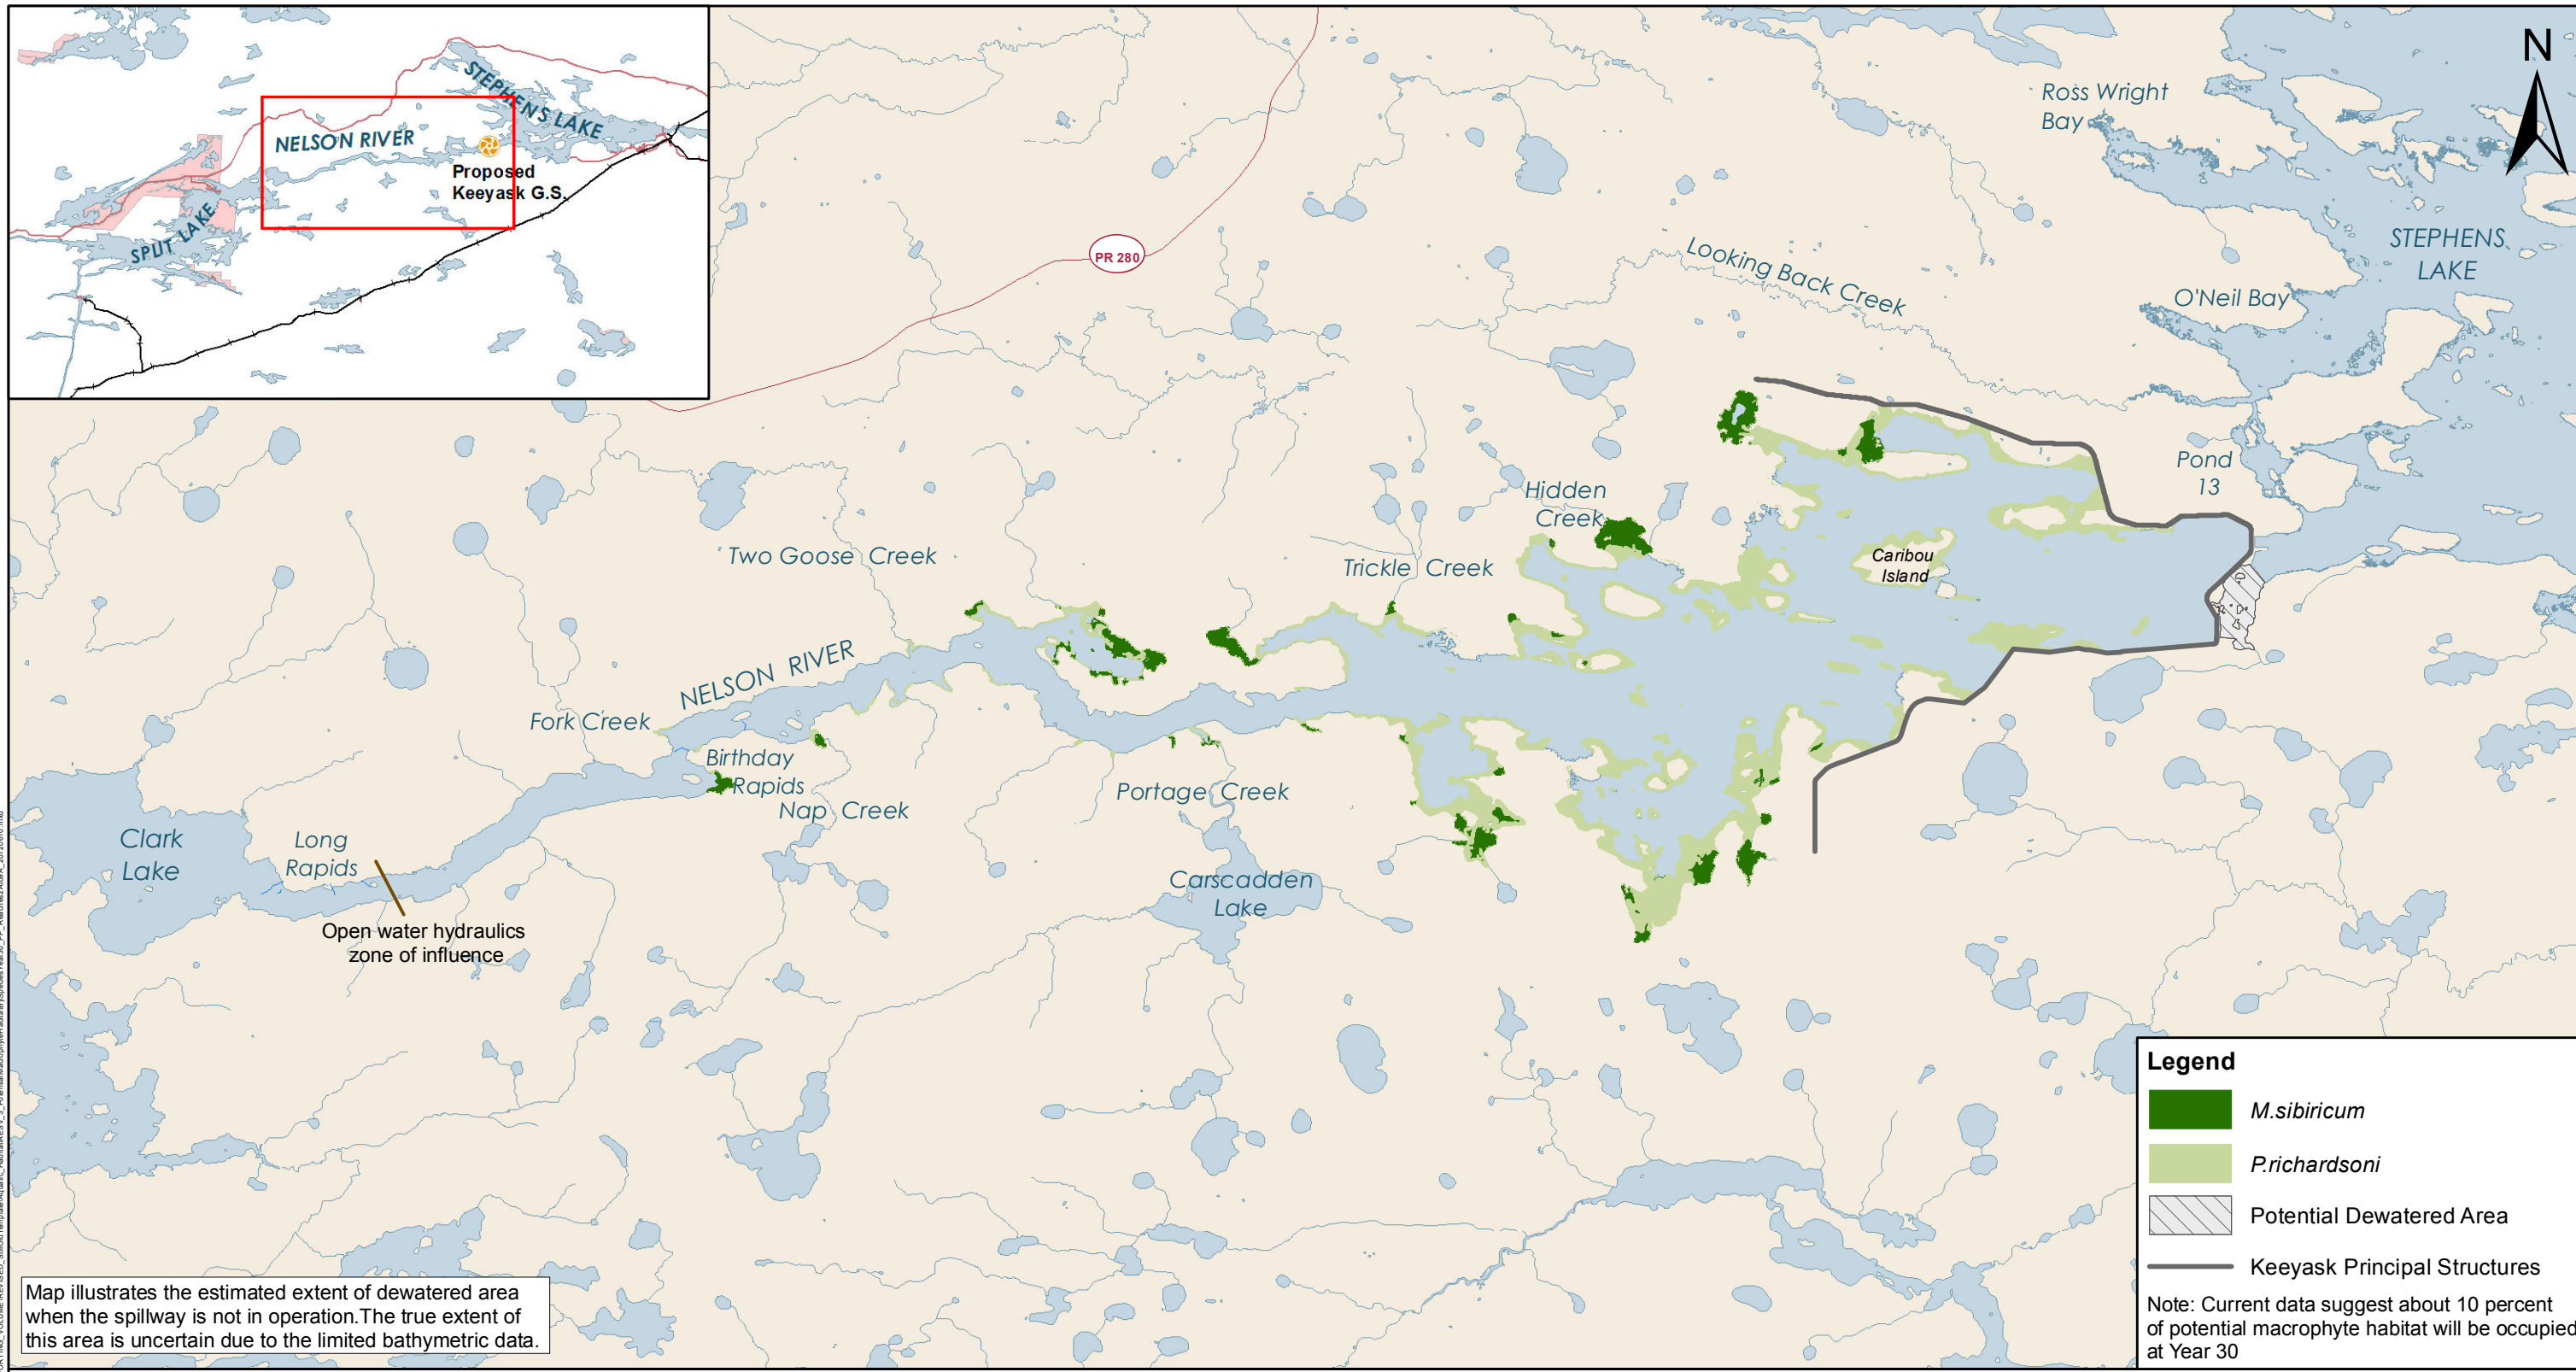 STEPHENS LAKE
NELSON RIVER
Proposed
Keeyask G.S.
SPLIT LAKE
N
Ross Wright
Bay
STEPHENS
LAKE
PR 280
Looking Back Creek
O'Neil Bay
Pond
13
Hidden
Creek
Two Goose Creek
Trickle Creek
Caribou
Island
NELSON RIVER
Fork Creek
Birthday
Rapids
Nap Creek
Portage Creek
Clark
Lake
Long
Rapids
Carscadden
Lake
Open water hydraulics
zone of influence
Legend
M.sibiricum
P.richardsoni
Potential Dewatered Area
Keeyask Principal Structures
Note: Current data suggest about 10 percent
of potential macrophyte habitat will be occupied
at Year 30
Map illustrates the estimated extent of dewatered area
when the spillway is not in operation.The true extent of
this area is uncertain due to the limited bathymetric data.